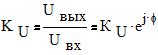 K U = U вых / U вх = К U · e^j·ф